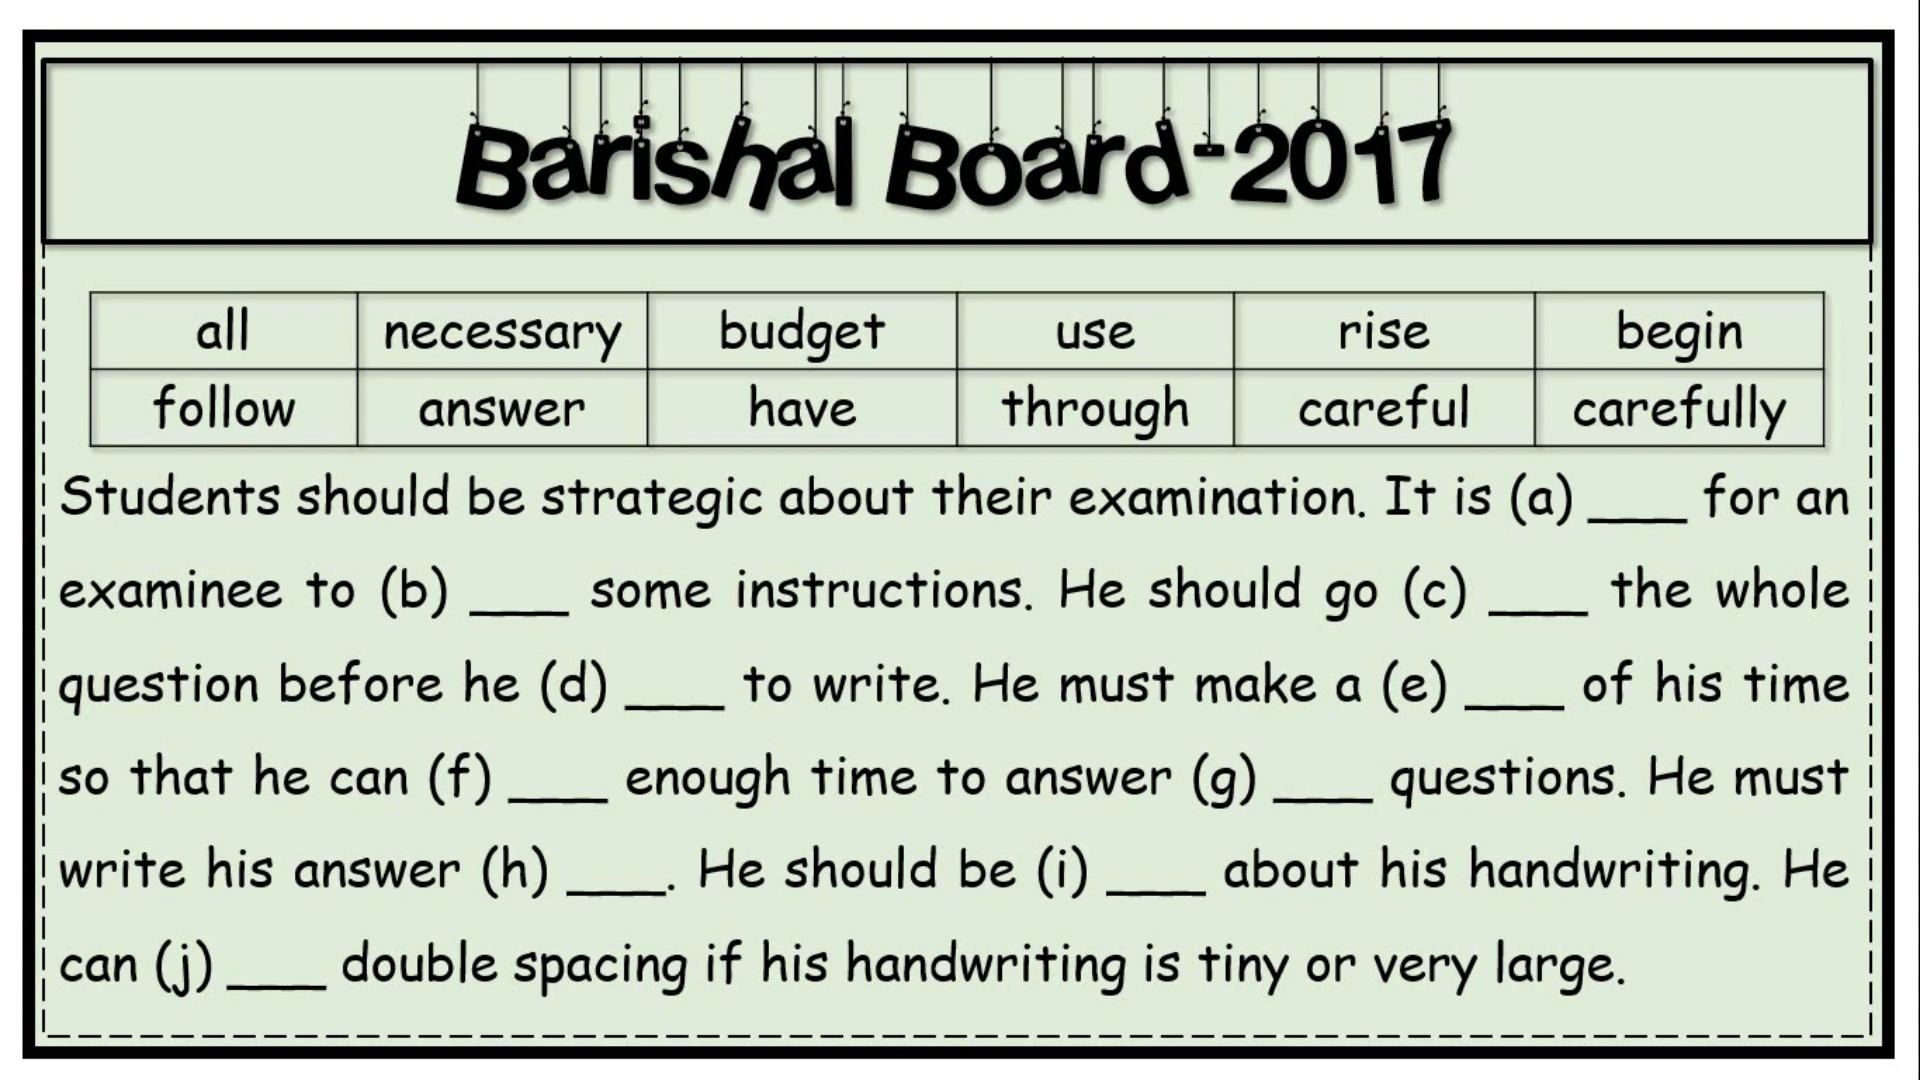 Barishal Board-2017
all necessary budget use rise begin
follow answer have through careful carefully
Students should be strategic about their examination. It is (a) ___ for an
examinee to (b) ___ some instructions. He should go (c) ___ the whole
question before he (d) ___ to write. He must make a (e) ___ of his time
so that he can (f) ___ enough time to answer (g) ___ questions. He must
write his answer (h) ___. He should be (i) ___ about his handwriting. He
can (j) ___ double spacing if his handwriting is tiny or very large.